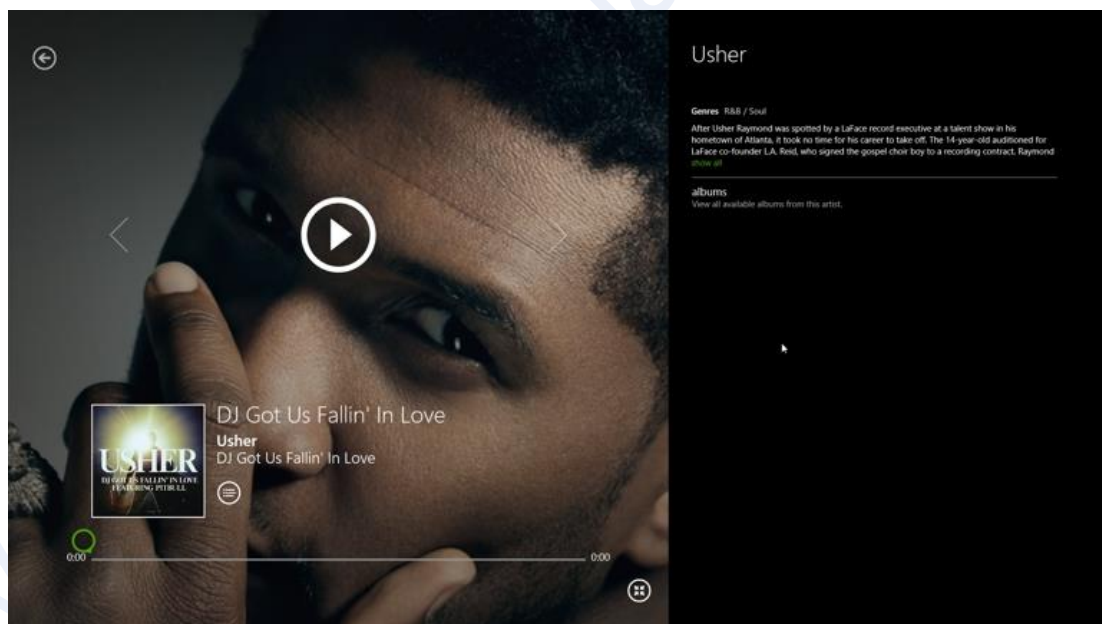 Usher
Genres R&B / Soul
After Usher Raymond was spotted by a LaFace record executive at a talent show in his
hometown of Atlanta, it took no time for his career to take off. The 14-year-old auditioned for
LaFace co-founder L.A. Reid, who signed the gospel choir boy to a recording contract. Raymond
show all
albums
View all available albums from this artist.
DJ Got Us Fallin' In Love
Usher
DJ Got Us Fallin' In Love
USHER
DJ GOT US FALLIN' IN LOVE
FEATURING PITBULL
0:00
0:00